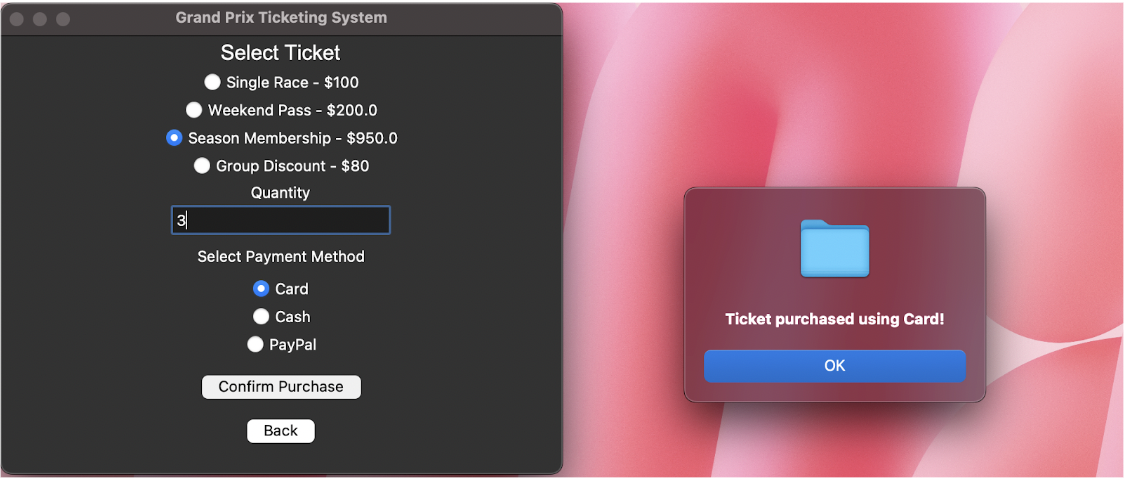 Grand Prix Ticketing System
Select Ticket
Single Race - $100
Weekend Pass - $200.0
Season Membership - $950.0
Group Discount - $80
Quantity
3
Select Payment Method
Card
Cash
PayPal
Confirm Purchase
Back
Ticket purchased using Card!
OK